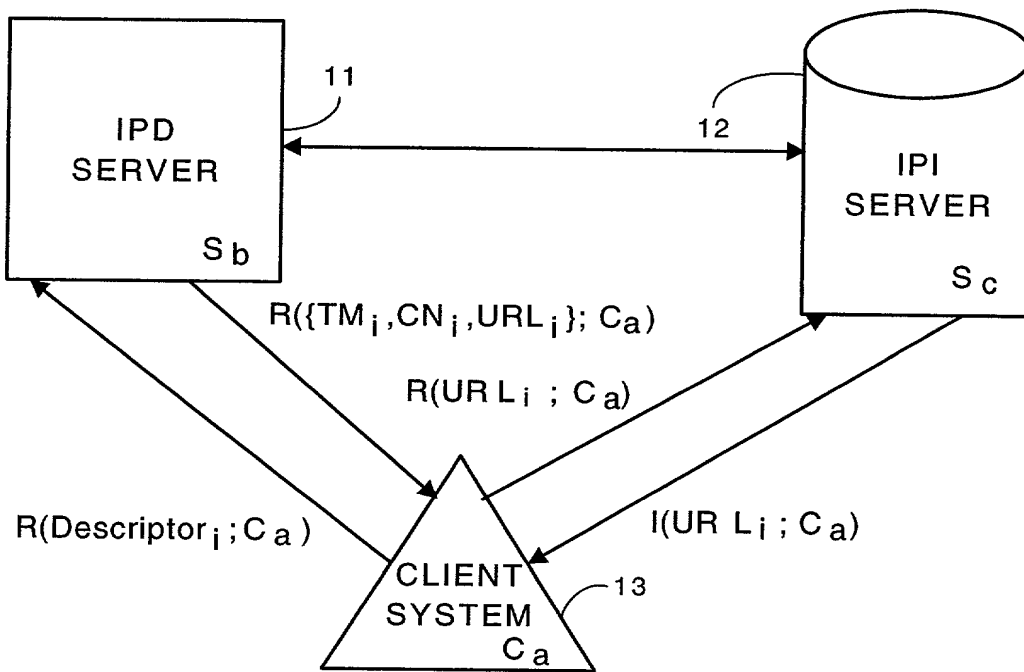 11
IPD
SERVER
Sb
12
IPI
SERVER
Sc
R({TMi,CNi,URLi}; Ca)
R(URLi ; Ca)
R(Descriptori;Ca)
I(URLi ; Ca)
CLIENT
SYSTEM
Ca
13